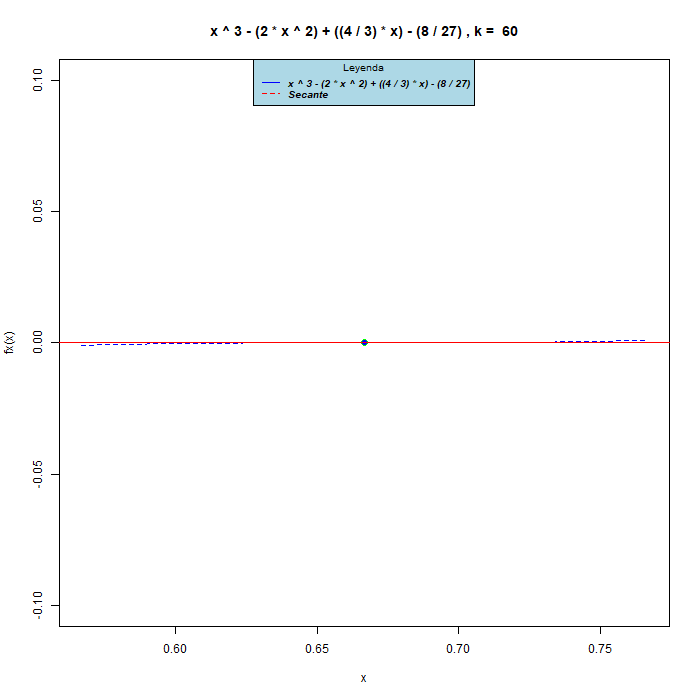 x ^ 3 - (2 * x ^ 2) + ((4 / 3) * x) - (8 / 27) , k = 60
Leyenda
x ^ 3 - (2 * x ^ 2) + ((4 / 3) * x) - (8 / 27)
Secante
0.10
0.05
0.00
-0.05
-0.10
fx(x)
0.60
0.65
0.70
0.75
x